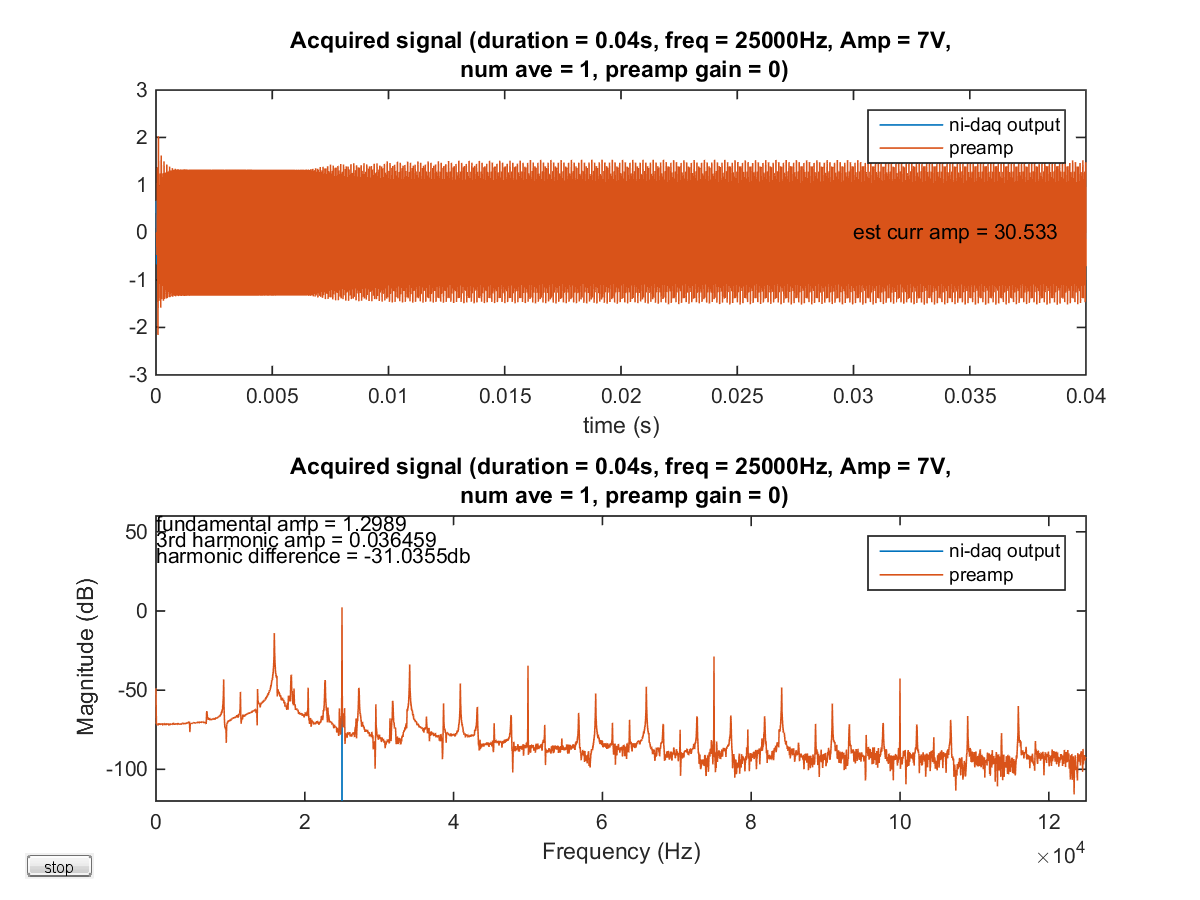 Acquired signal (duration = 0.04s, freq = 25000Hz, Amp = 7V,
num ave = 1, preamp gain = 0)
3
2
1
0
-1
-2
-3
ni-daq output
preamp
est curr amp = 30.533
0
0.005
0.01
0.015
0.02
0.025
0.03
0.035
0.04
time (s)
Acquired signal (duration = 0.04s, freq = 25000Hz, Amp = 7V,
num ave = 1, preamp gain = 0)
fundamental amp = 1.2989
3rd harmonic amp = 0.036459
harmonic difference = -31.0355db
ni-daq output
preamp
Magnitude (dB)
50
0
-50
-100
0
2
4
6
8
10
12
Frequency (Hz)
×10⁴
stop